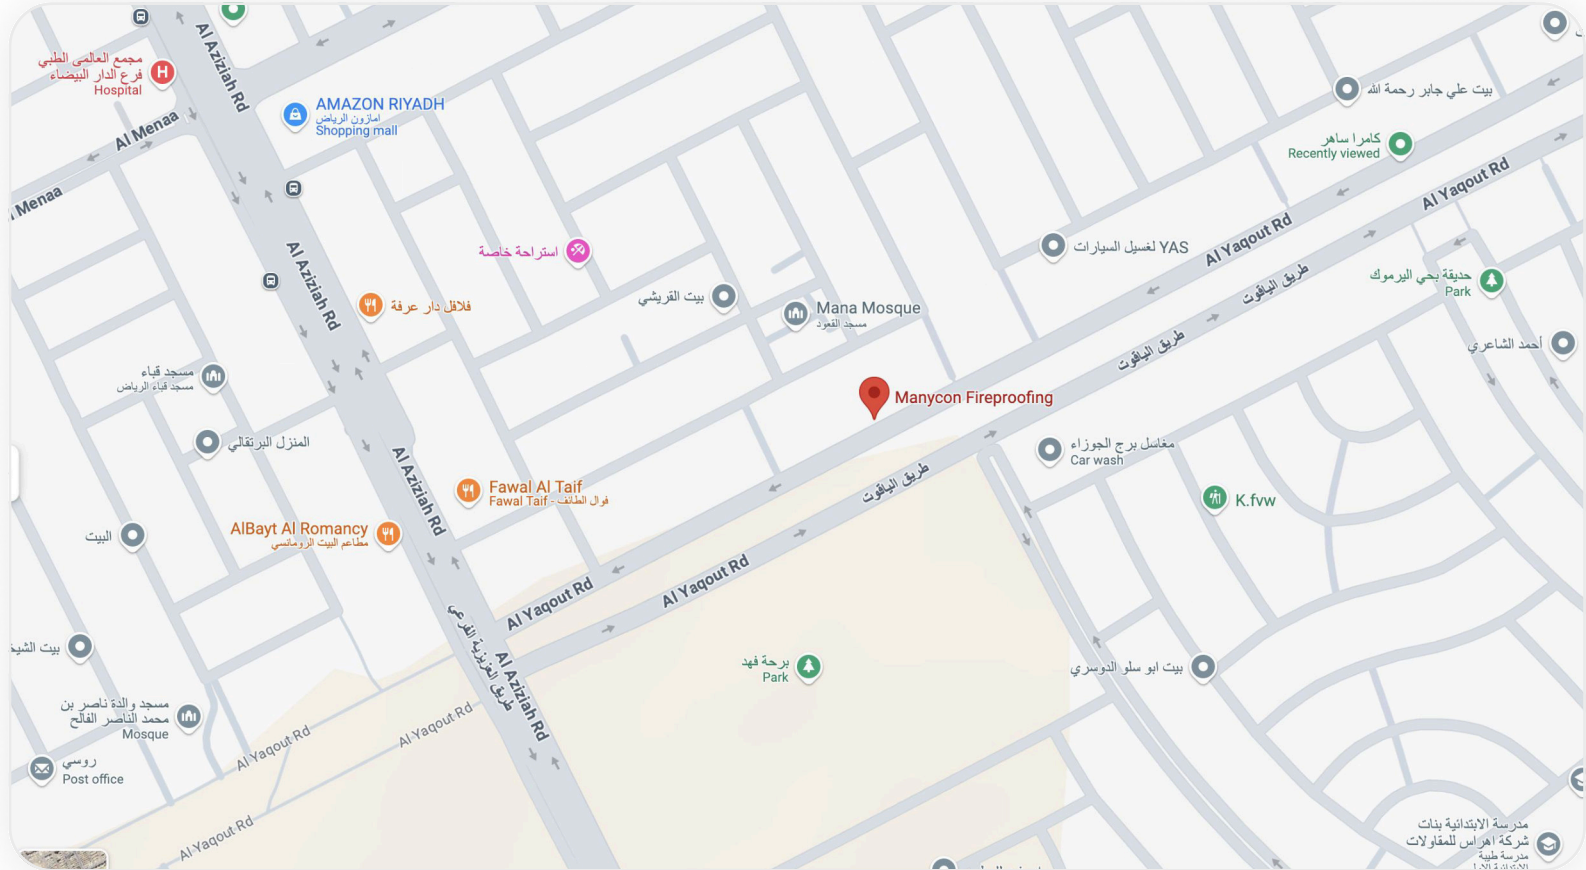 Al Aziziah Rd
مجمع العالمي الطبي
فرع الدار البيضاء
Hospital
AMAZON RIYADH
امازون الرياض
Shopping mall
Al Menaa
Menaa
بيت علي جابر رحمة الله
كامرا ساهر
Recently viewed
Al Yaqout Rd
Al Yaqout Rd
YAS لغسيل السيارات
استراحة خاصة
Al Aziziah Rd
طريق الياقوت
حديقة بحي اليرموك
Park
فلافل دار عرفة
بيت القريشي
Mana Mosque
مسجد القعود
طريق الياقوت
أحمد الشاعري
مسجد قباء
مسجد قباء الرياض
Manycon Fireproofing
المنزل البرتقالي
مغاسل برج الجوزاء
Car wash
Al Aziziah Rd
طريق الياقوت
Fawal Al Taif
Fawal Taif - فوال الطائف
K.fvw
AlBayt Al Romancy
مطاعم البيت الرومانسي
البيت
Al Yaqout Rd
Al Yaqout Rd
طريق العزيزية الفرعي
بيت الشيخ
برحة فهد
Park
بيت ابو سلو الدوسري
Al Aziziah Rd
مسجد والدة ناصر بن
محمد الناصر الفالح
Mosque
Al Yaqout Rd
Al Yaqout Rd
روسي
Post office
Al Yaqout Rd
مدرسة الابتدائية بنات
شركة اهراس للمقاولات
مدرسة طيبة